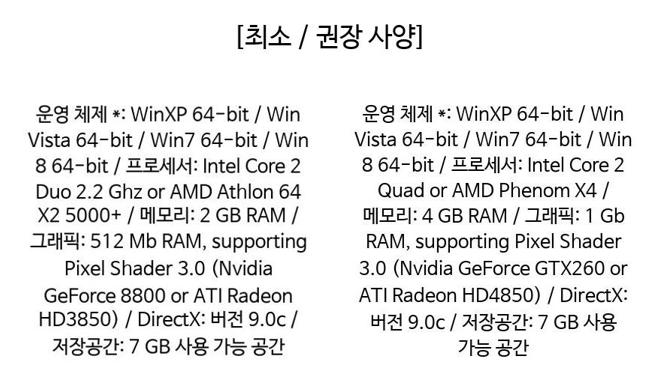 [최소 / 권장 사양]
운영 체제 *: WinXP 64-bit / Win
Vista 64-bit / Win7 64-bit / Win
8 64-bit / 프로세서: Intel Core 2
Duo 2.2 Ghz or AMD Athlon 64
X2 5000+ / 메모리: 2 GB RAM /
그래픽: 512 Mb RAM, supporting
Pixel Shader 3.0 (Nvidia
GeForce 8800 or ATI Radeon
HD3850) / DirectX: 버전 9.0c /
저장공간: 7 GB 사용 가능 공간
운영 체제 *: WinXP 64-bit / Win
Vista 64-bit / Win7 64-bit / Win
8 64-bit / 프로세서: Intel Core 2
Quad or AMD Phenom X4 /
메모리: 4 GB RAM / 그래픽: 1 Gb
RAM, supporting Pixel Shader
3.0 (Nvidia GeForce GTX260 or
ATI Radeon HD4850) / DirectX:
버전 9.0c / 저장공간: 7 GB 사용
가능 공간